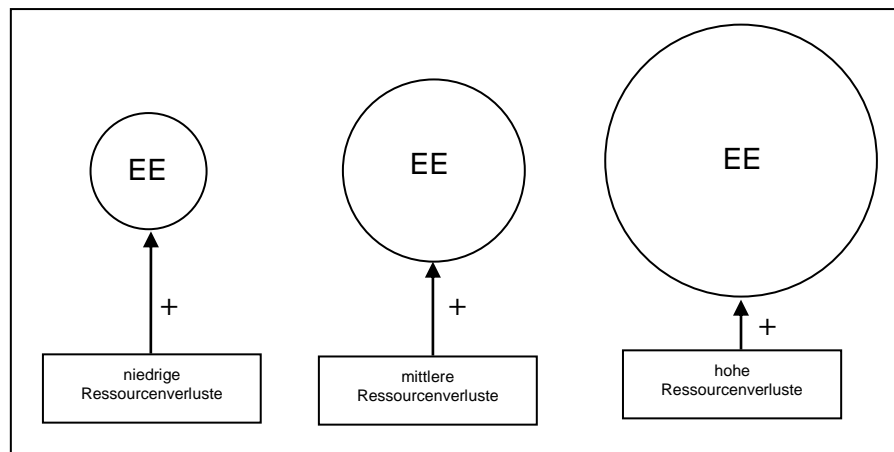 EE
EE
EE
+
+
+
niedrige
Ressourcenverluste
mittlere
Ressourcenverluste
hohe
Ressourcenverluste